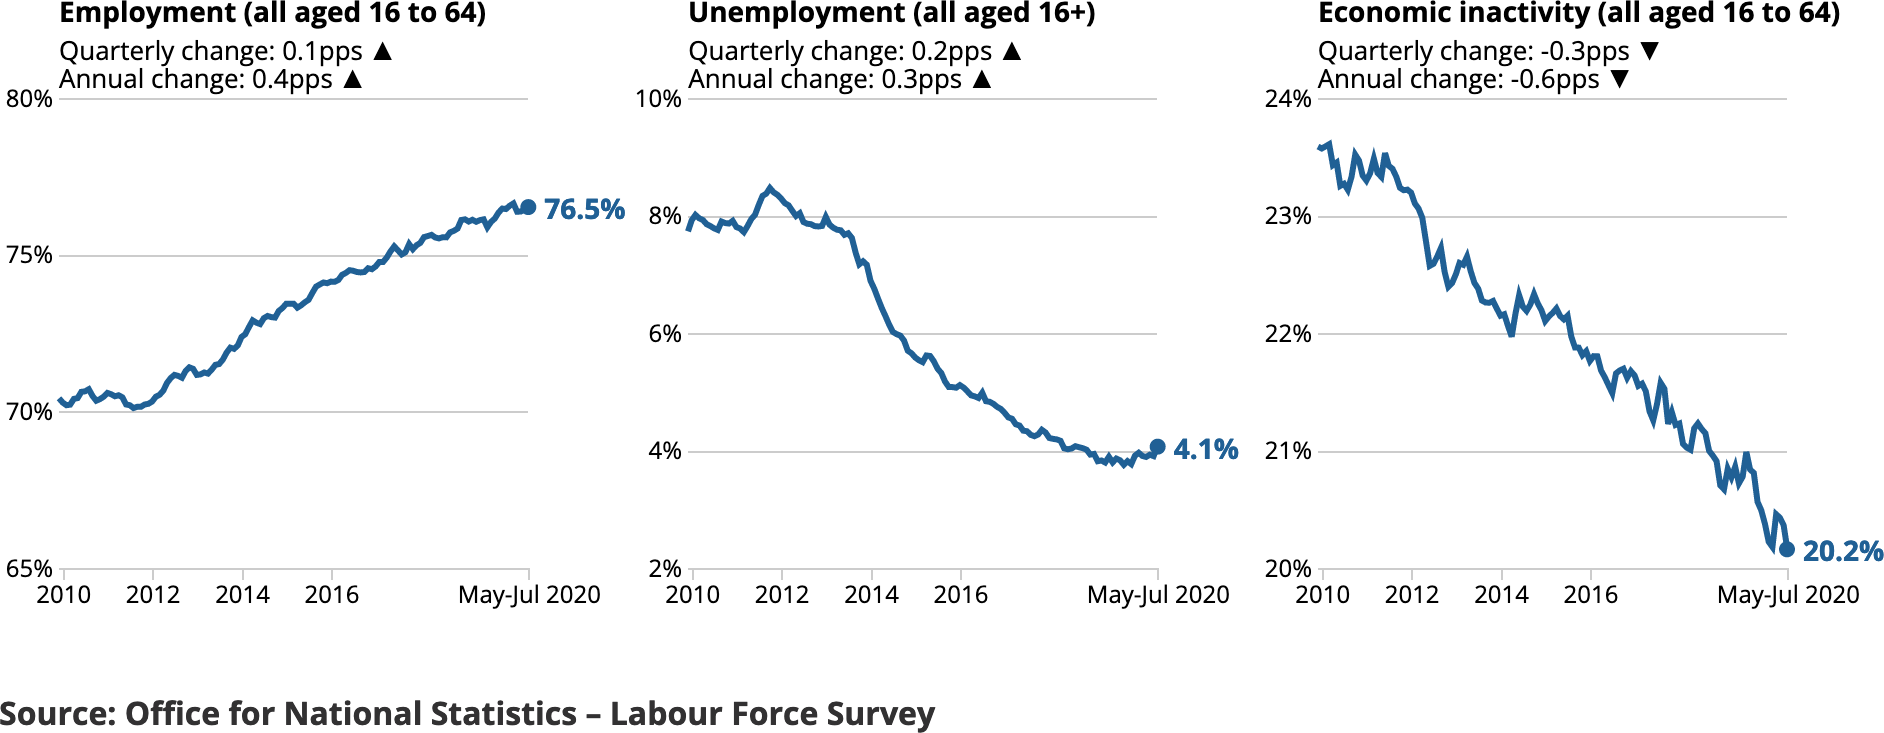 Employment (all aged 16 to 64)
Quarterly change: 0.1pps ▲
Annual change: 0.4pps ▲
80%
75%
70%
65%
76.5%
2010 2012 2014 2016 May-Jul 2020
Unemployment (all aged 16+)
Quarterly change: 0.2pps ▲
Annual change: 0.3pps ▲
10%
8%
6%
4%
2%
4.1%
2010 2012 2014 2016 May-Jul 2020
Economic inactivity (all aged 16 to 64)
Quarterly change: -0.3pps ▼
Annual change: -0.6pps ▼
24%
23%
22%
21%
20%
20.2%
2010 2012 2014 2016 May-Jul 2020
Source: Office for National Statistics – Labour Force Survey